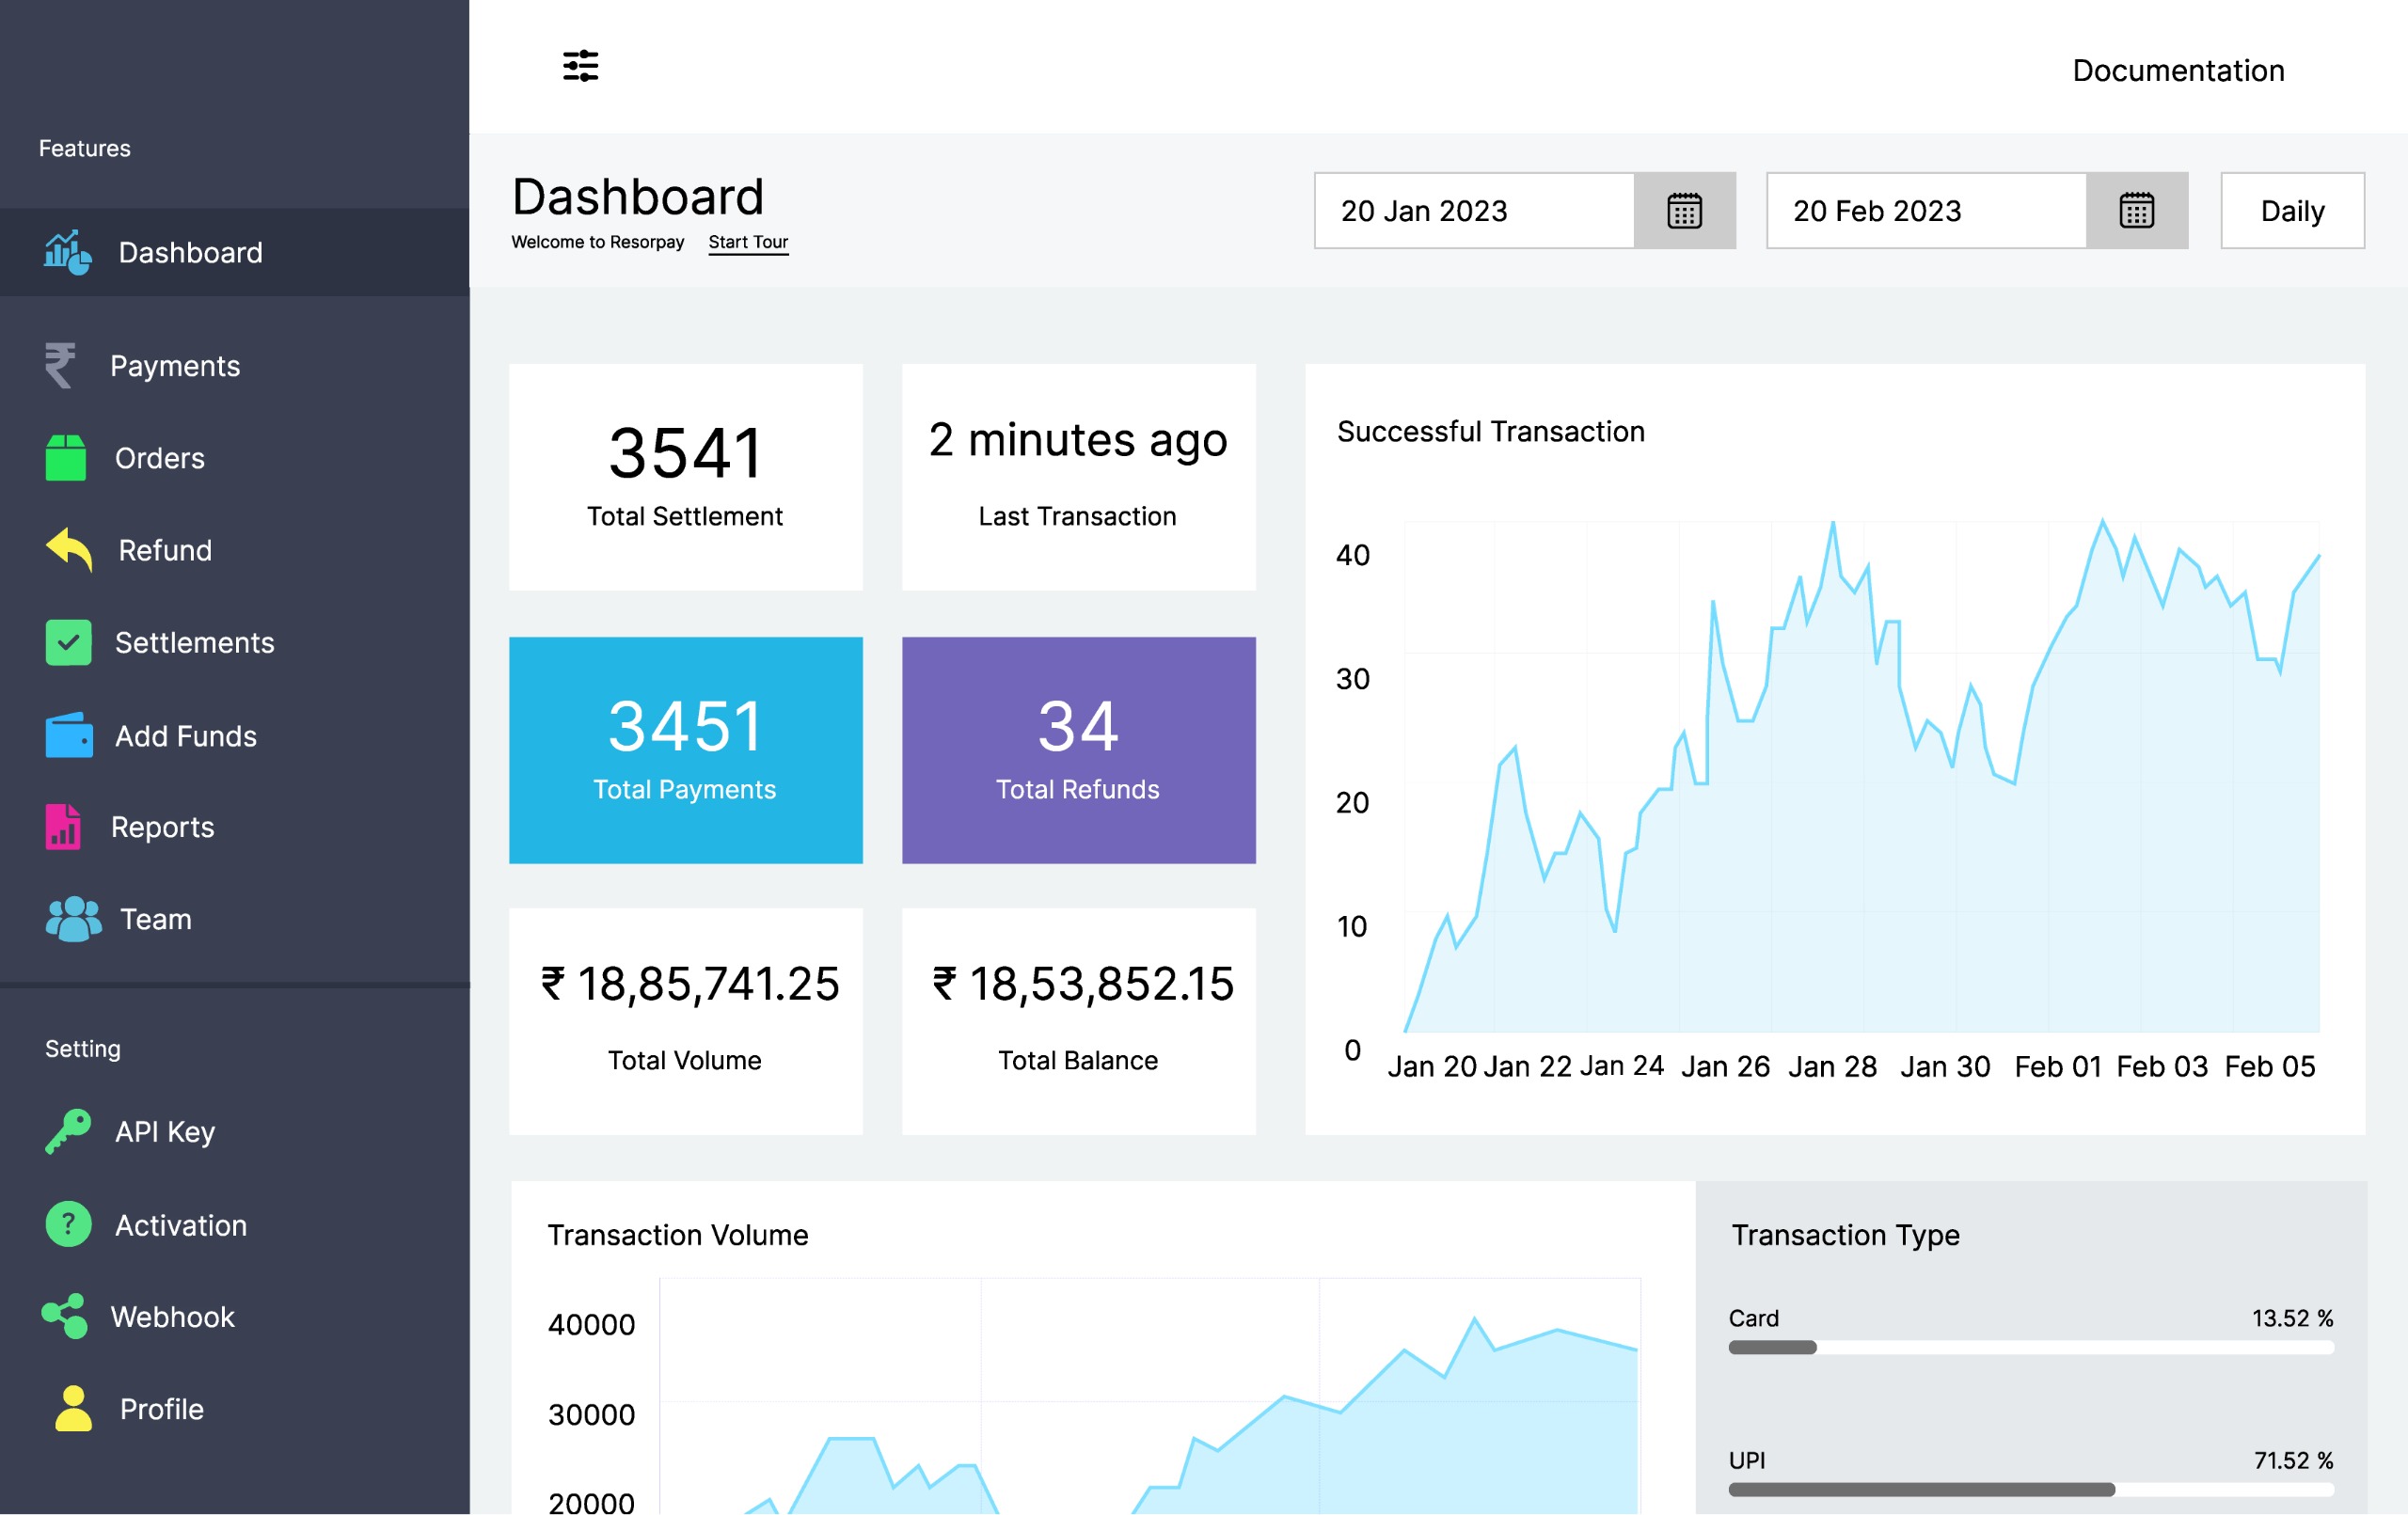 Documentation
Features
Dashboard
Payments
Orders
Refund
Settlements
Add Funds
Reports
Team
Setting
API Key
Activation
Webhook
Profile
Dashboard
Welcome to Resorpay Start Tour
20 Jan 2023
20 Feb 2023
Daily
3541
Total Settlement
2 minutes ago
Last Transaction
3451
Total Payments
34
Total Refunds
₹ 18,85,741.25
Total Volume
₹ 18,53,852.15
Total Balance
Successful Transaction
40
30
20
10
0
Jan 20 Jan 22 Jan 24 Jan 26 Jan 28 Jan 30 Feb 01 Feb 03 Feb 05
Transaction Volume
40000
30000
20000
Transaction Type
Card 13.52 %
UPI 71.52 %